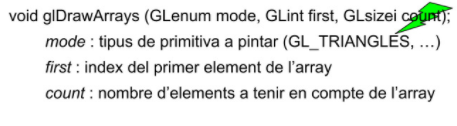 void glDrawArrays (GLenum mode, GLint first, GLsizei count);
mode : tipus de primitiva a pintar (GL_TRIANGLES, …)
first : index del primer element de l’array
count : nombre d’elements a tenir en compte de l’array